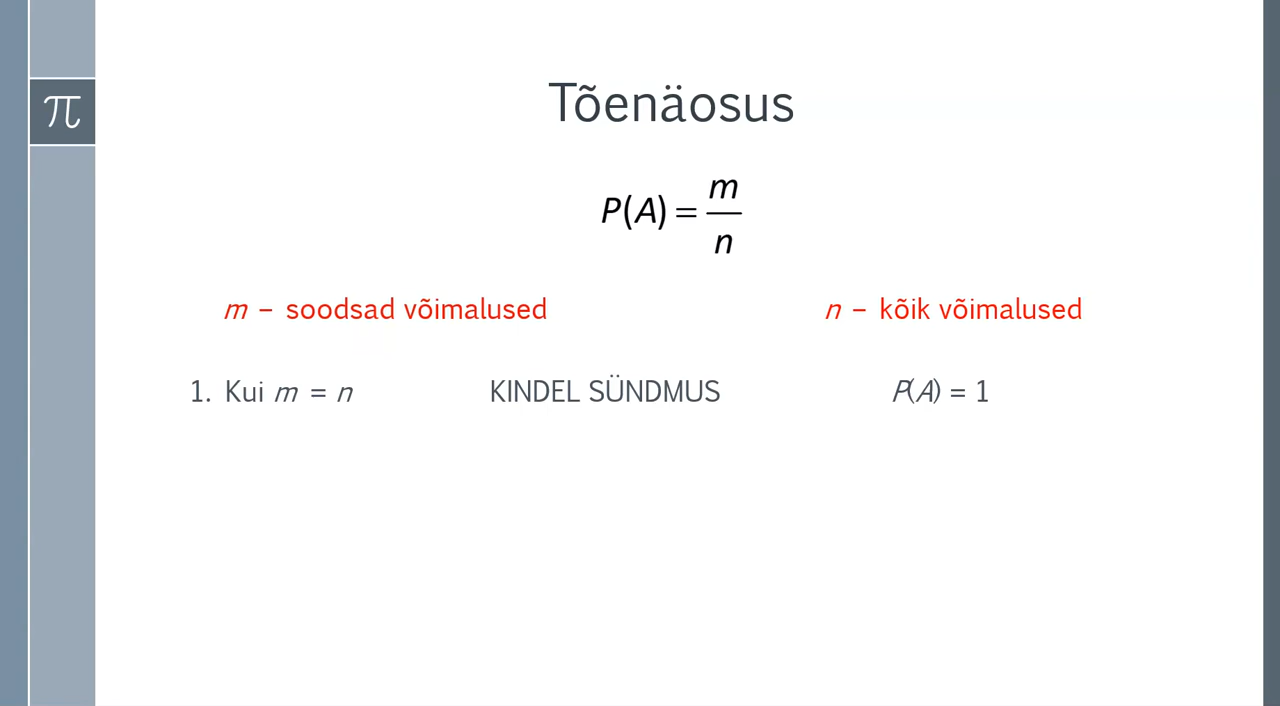 π
Tõenäosus
P(A) = m/n
m – soodsad võimalused n – kõik võimalused
1. Kui m = n KINDEL SÜNDMUS P(A) = 1